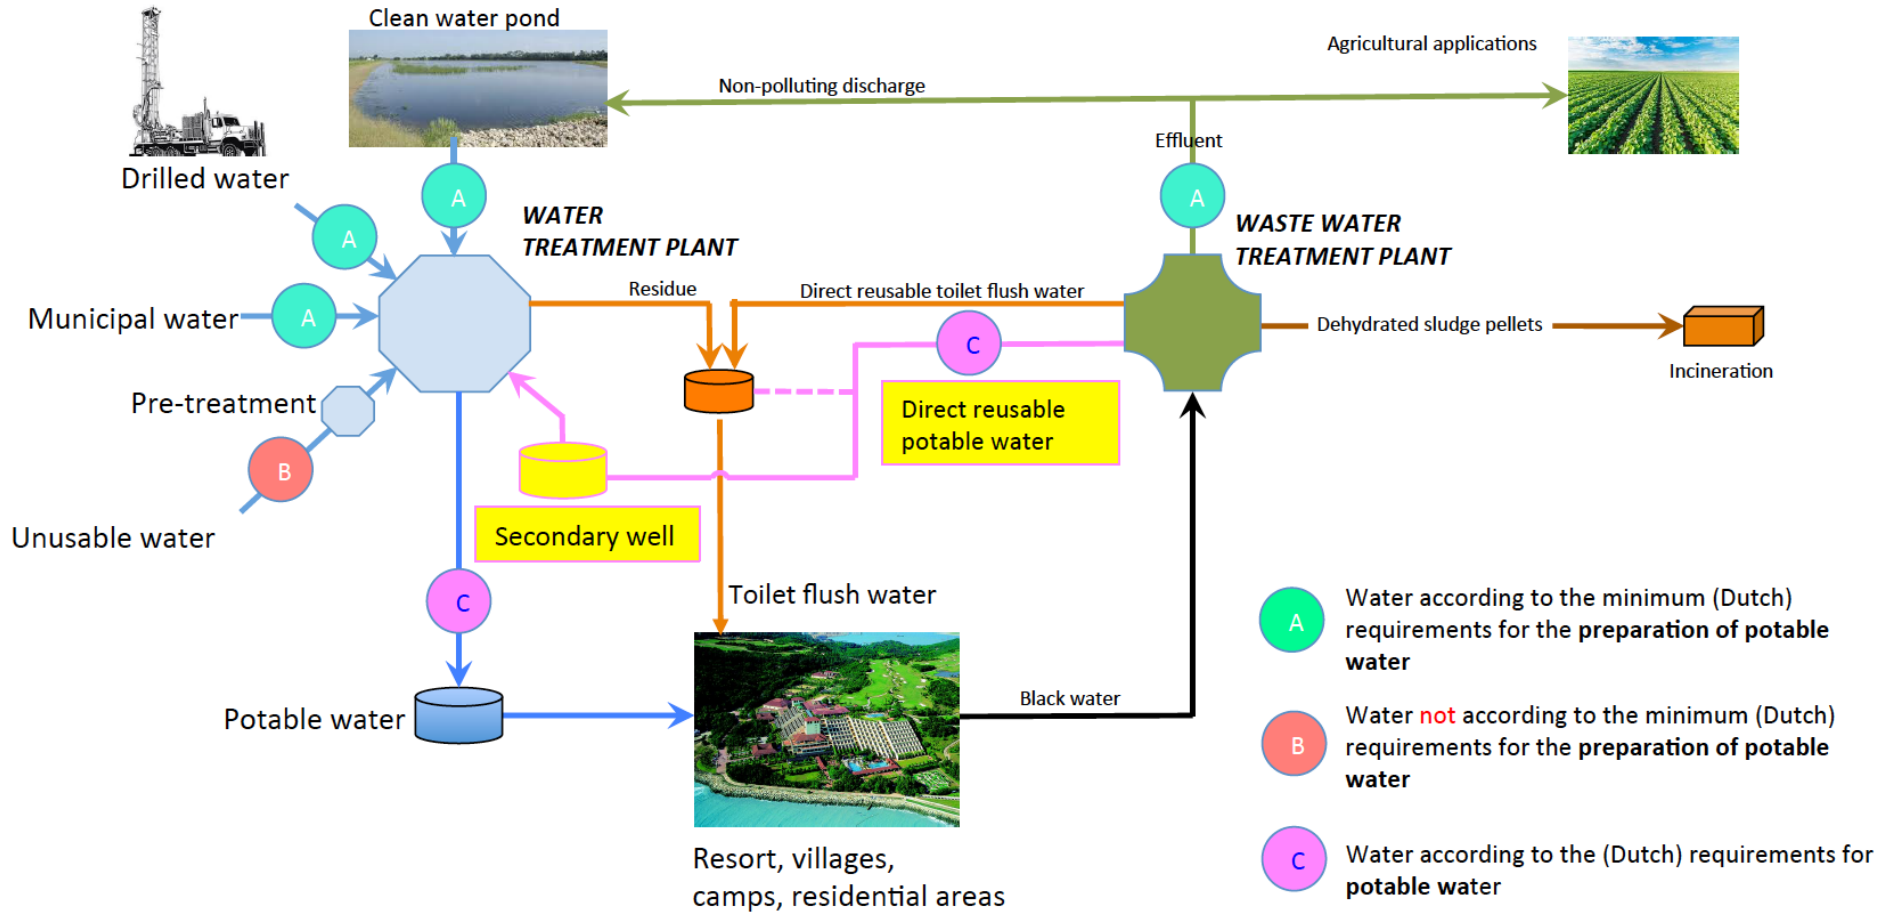 Clean water pond
Agricultural applications
Non-polluting discharge
Effluent
Drilled water
A
A
A
WATER
TREATMENT PLANT
WASTE WATER
TREATMENT PLANT
Residue
Direct reusable toilet flush water
Municipal water
A
C
Dehydrated sludge pellets
Incineration
Pre-treatment
Direct reusable
potable water
B
Unusable water
Secondary well
C
Toilet flush water
Potable water
Black water
Resort, villages,
camps, residential areas
A
Water according to the minimum (Dutch)
requirements for the preparation of potable
water
B
Water not according to the minimum (Dutch)
requirements for the preparation of potable
water
C
Water according to the (Dutch) requirements for
potable water